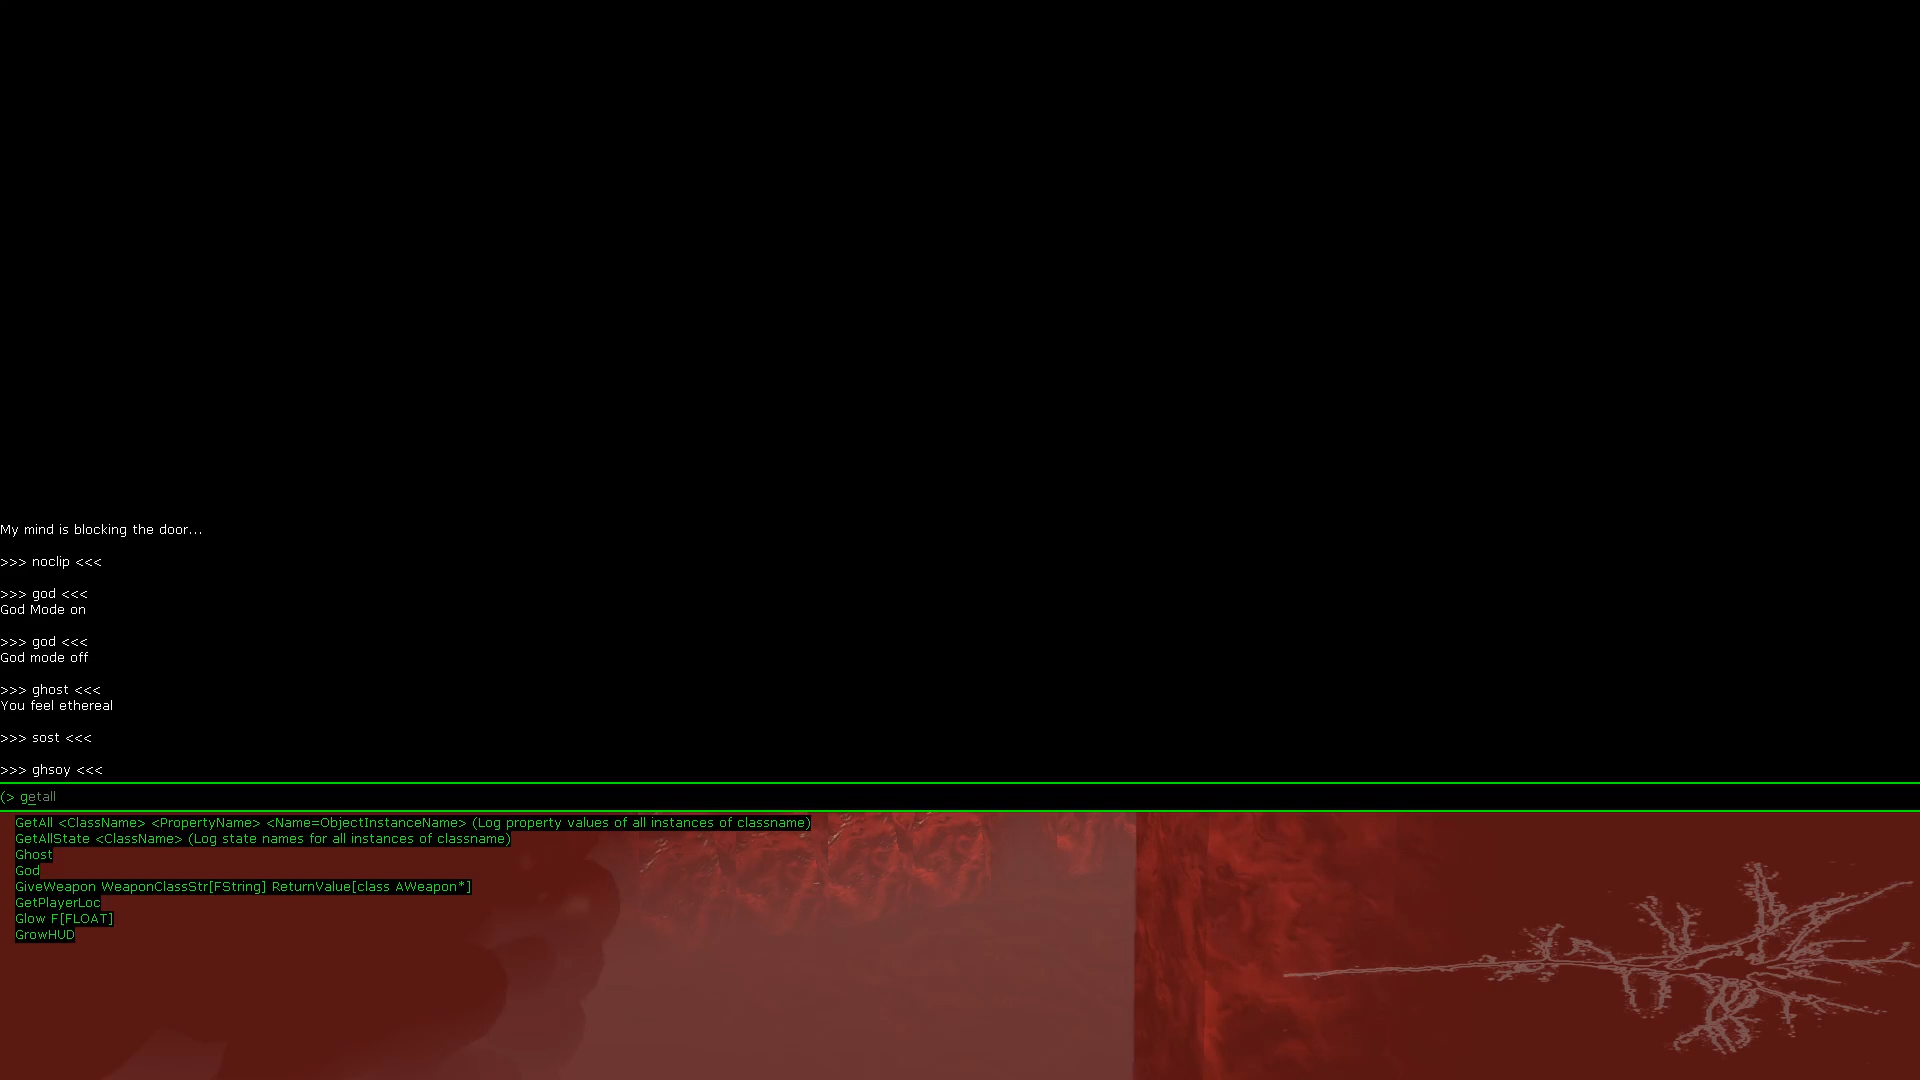 My mind is blocking the door...
>>> noclip <<<
>>> god <<<
God Mode on
>>> god <<<
God mode off
>>> ghost <<<
You feel ethereal
>>> sost <<<
>>> ghsoy <<<
(> getall
GetAll <ClassName> <PropertyName> <Name=ObjectInstanceName> (Log property values of all instances of classname)
GetAllState <ClassName> (Log state names for all instances of classname)
Ghost
God
GiveWeapon WeaponClassStr[FString] ReturnValue[class AWeapon*]
GetPlayerLoc
Glow F[FLOAT]
GrowHUD